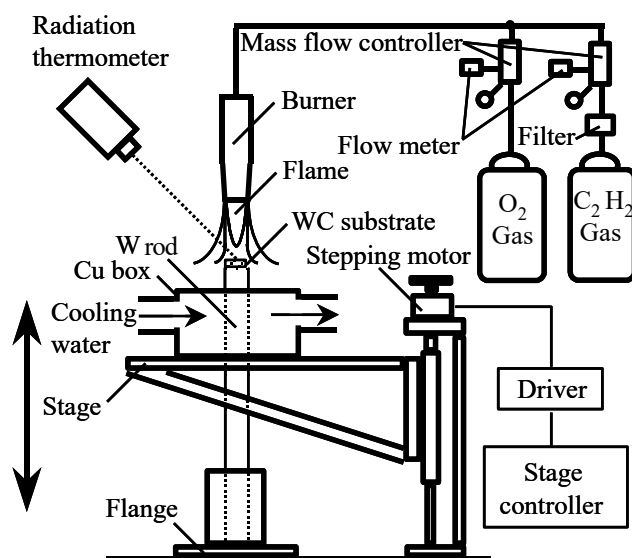 Radiation
thermometer
Mass flow controller
Burner
Flow meter
Filter
Flame
O2
Gas
C2 H2
Gas
WC substrate
W rod
Stepping motor
Cu box
Cooling
water
Driver
Stage
Stage
controller
Flange